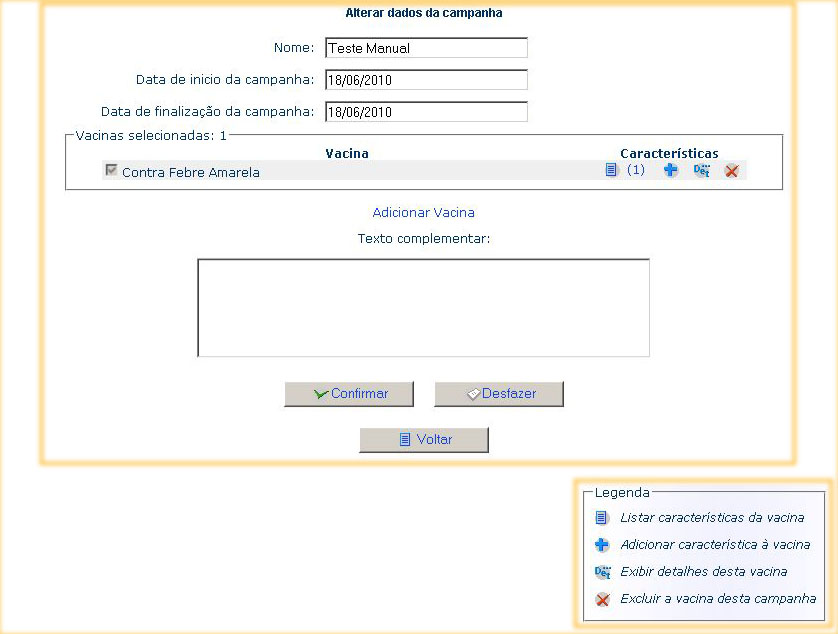 Alterar dados da campanha
Nome: Teste Manual
Data de inicio da campanha: 18/06/2010
Data de finalização da campanha: 18/06/2010
Vacinas selecionadas: 1
Vacina Características
Contra Febre Amarela (1) Det
Adicionar Vacina
Texto complementar:
Confirmar Desfazer
Voltar
Legenda
Listar características da vacina
Adicionar característica à vacina
Det Exibir detalhes desta vacina
Excluir a vacina desta campanha